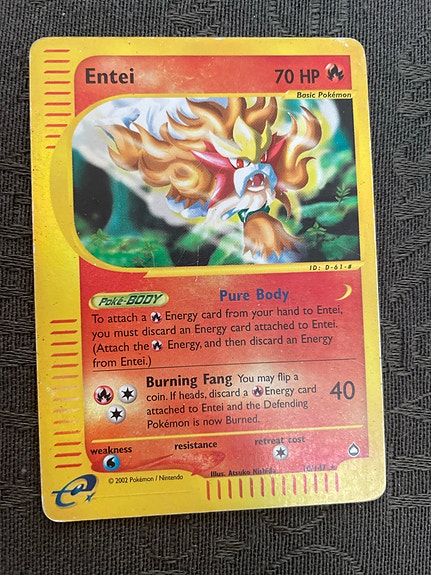 Entei 70 HP
Basic Pokémon
ID: D-61-#
Poké-BODY Pure Body
To attach a Energy card from your hand to Entei,
you must discard an Energy card attached to Entei.
(Attach the Energy, and then discard an Energy
from Entei.)
Burning Fang You may flip a
coin. If heads, discard a Energy card
attached to Entei and the Defending
Pokémon is now Burned.
40
weakness resistance retreat cost
Illus. Atsuko Nishida 10/147
© 2002 Pokémon / Nintendo
e